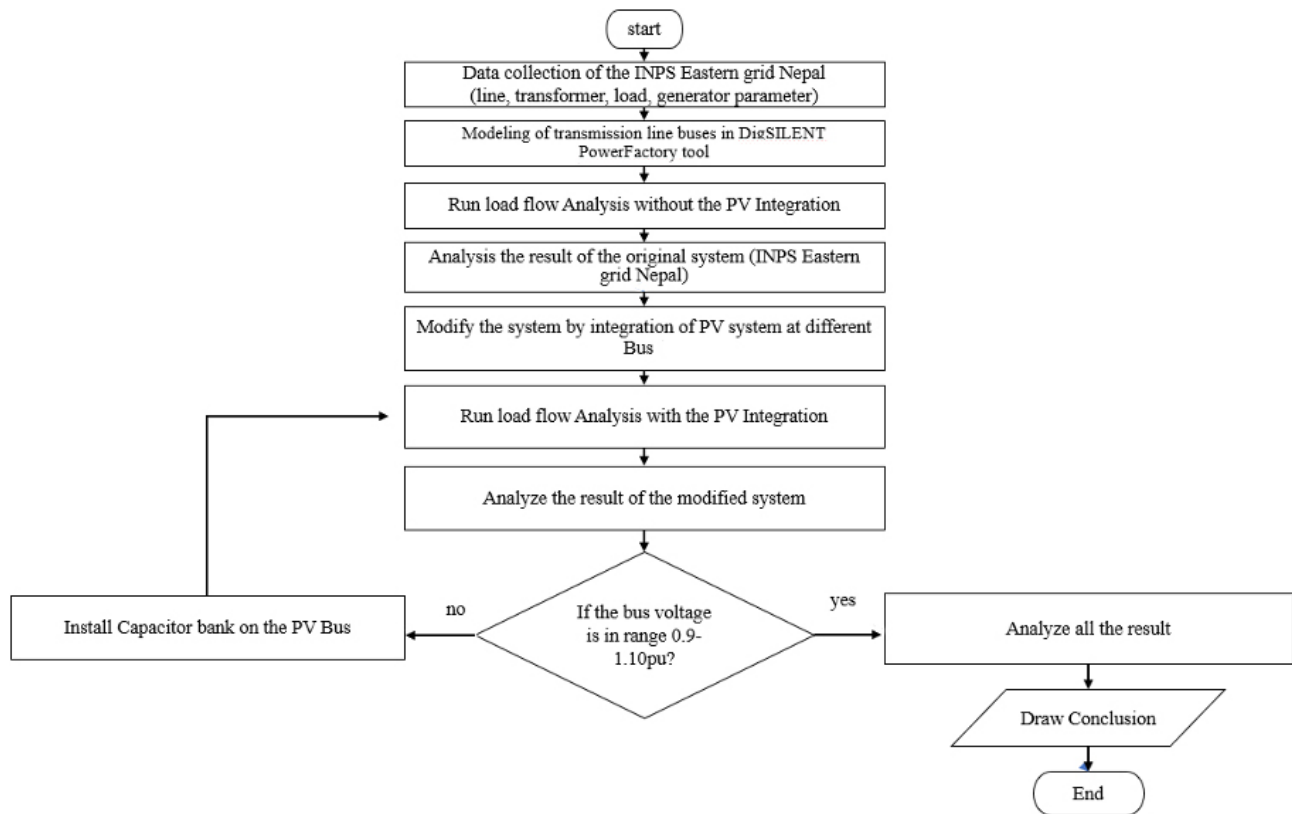 start
Data collection of the INPS Eastern grid Nepal
(line, transformer, load, generator parameter)
Modeling of transmission line buses in DigSILENT
PowerFactory tool
Run load flow Analysis without the PV Integration
Analysis the result of the original system (INPS Eastern
grid Nepal)
Modify the system by integration of PV system at different
Bus
Run load flow Analysis with the PV Integration
Analyze the result of the modified system
If the bus voltage
is in range 0.9-
1.10pu?
no
Install Capacitor bank on the PV Bus
yes
Analyze all the result
Draw Conclusion
End